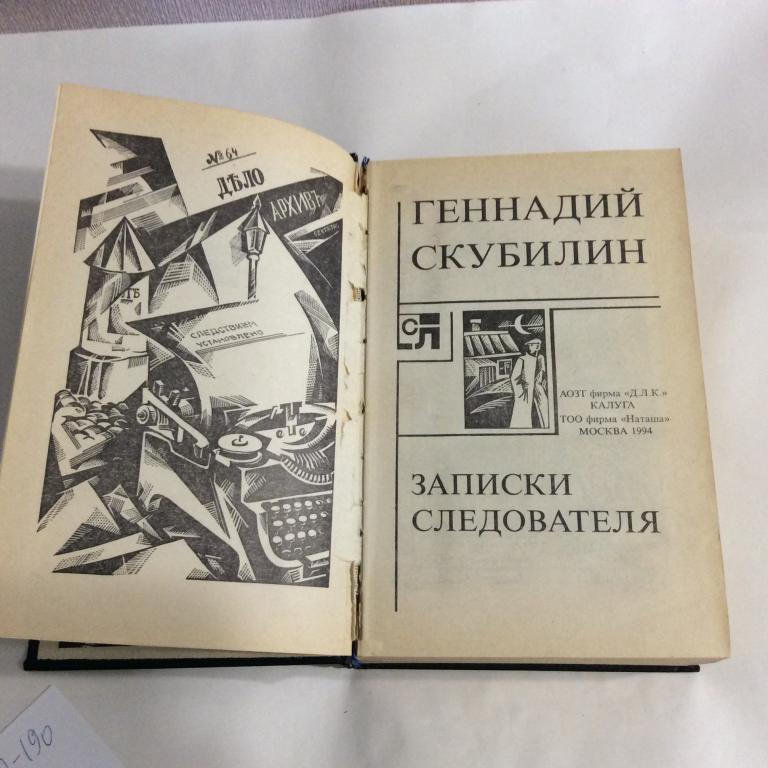 № 64
ДѢЛО
АРХИВЪ
СЛЕДСТВИЕМ
УСТАНОВЛЕНО
ГЕННАДИЙ
СКУБИЛИН
СЛ
АОЗТ фирма «Д.Л.К.»
КАЛУГА
ТОО фирма «Наташа»
МОСКВА 1994
ЗАПИСКИ
СЛЕДОВАТЕЛЯ
-190